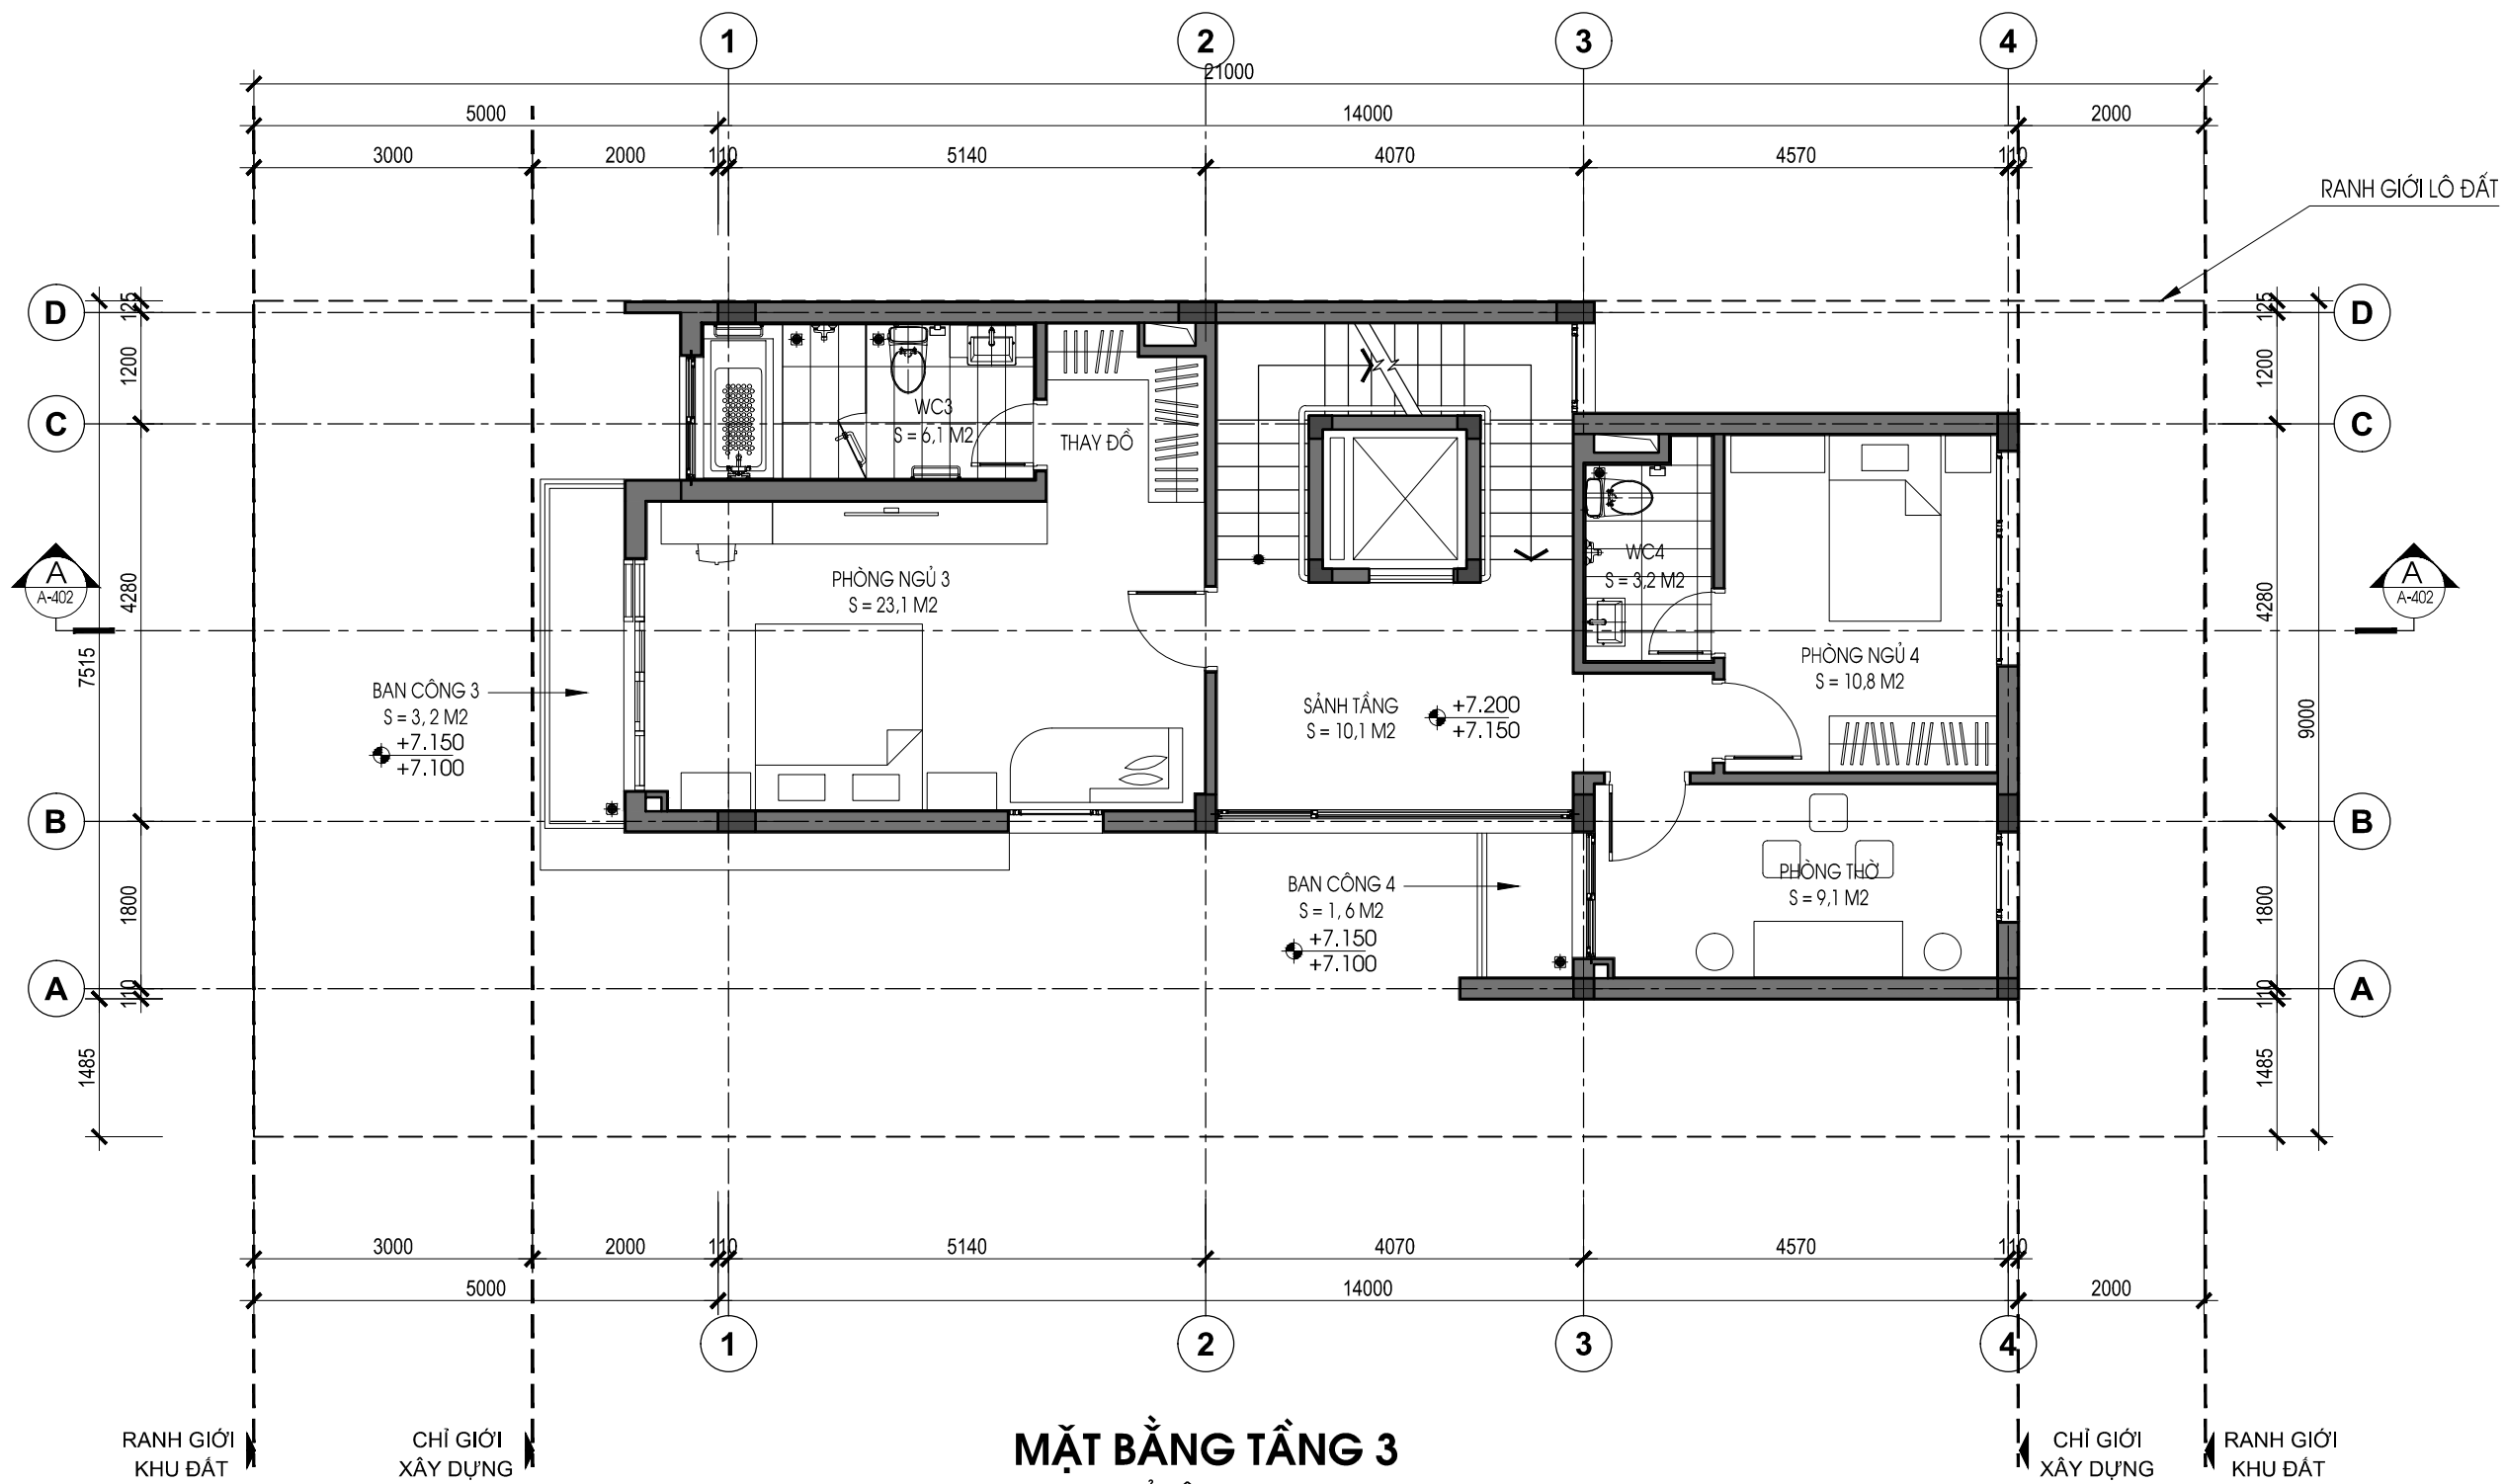 1 2 3 4
21000
5000 14000 2000
3000 2000 110 5140 4070 4570 110
RANH GIỚI LÔ ĐẤT
D D
125 125
1200 1200
C C
WC3
S = 6,1 M2
THAY ĐỒ
A
A-402
4280
7515
PHÒNG NGỦ 3
S = 23,1 M2
WC4
S = 3,2 M2
A
A-402
4280
9000
PHÒNG NGỦ 4
S = 10,8 M2
BAN CÔNG 3
S = 3, 2 M2
+7.150
+7.100
SẢNH TẦNG
S = 10,1 M2
+7.200
+7.150
B B
1800 1800
BAN CÔNG 4
S = 1, 6 M2
+7.150
+7.100
PHÒNG THỜ
S = 9,1 M2
A A
110 110
1485 1485
3000 2000 110 5140 4070 4570 110
5000 14000 2000
1 2 3 4
RANH GIỚI
KHU ĐẤT
CHỈ GIỚI
XÂY DỰNG
MẶT BẰNG TẦNG 3
CHỈ GIỚI
XÂY DỰNG
RANH GIỚI
KHU ĐẤT